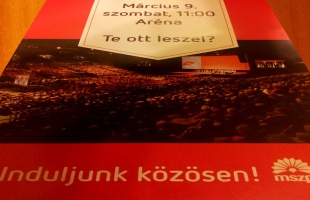 Március 9.
szombat, 11:00
Aréna
Te ott leszel?
Induljunk közösen!
mszp